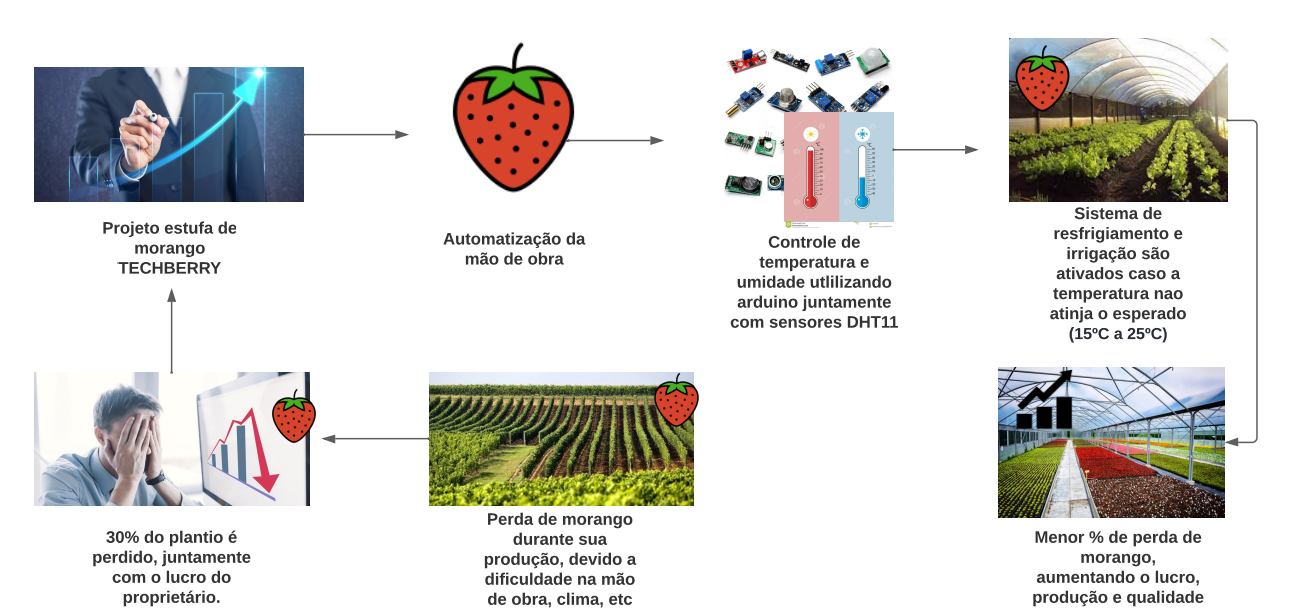 Projeto estufa de
morango
TECHBERRY
Automatização da
mão de obra
Controle de
temperatura e
umidade utlilizando
arduino juntamente
com sensores DHT11
Sistema de
resfrigiamento e
irrigação são
ativados caso a
temperatura nao
atinja o esperado
(15ºC a 25ºC)
30% do plantio é
perdido, juntamente
com o lucro do
proprietário.
Perda de morango
durante sua
produção, devido a
dificuldade na mão
de obra, clima, etc
Menor % de perda de
morango,
aumentando o lucro,
produção e qualidade